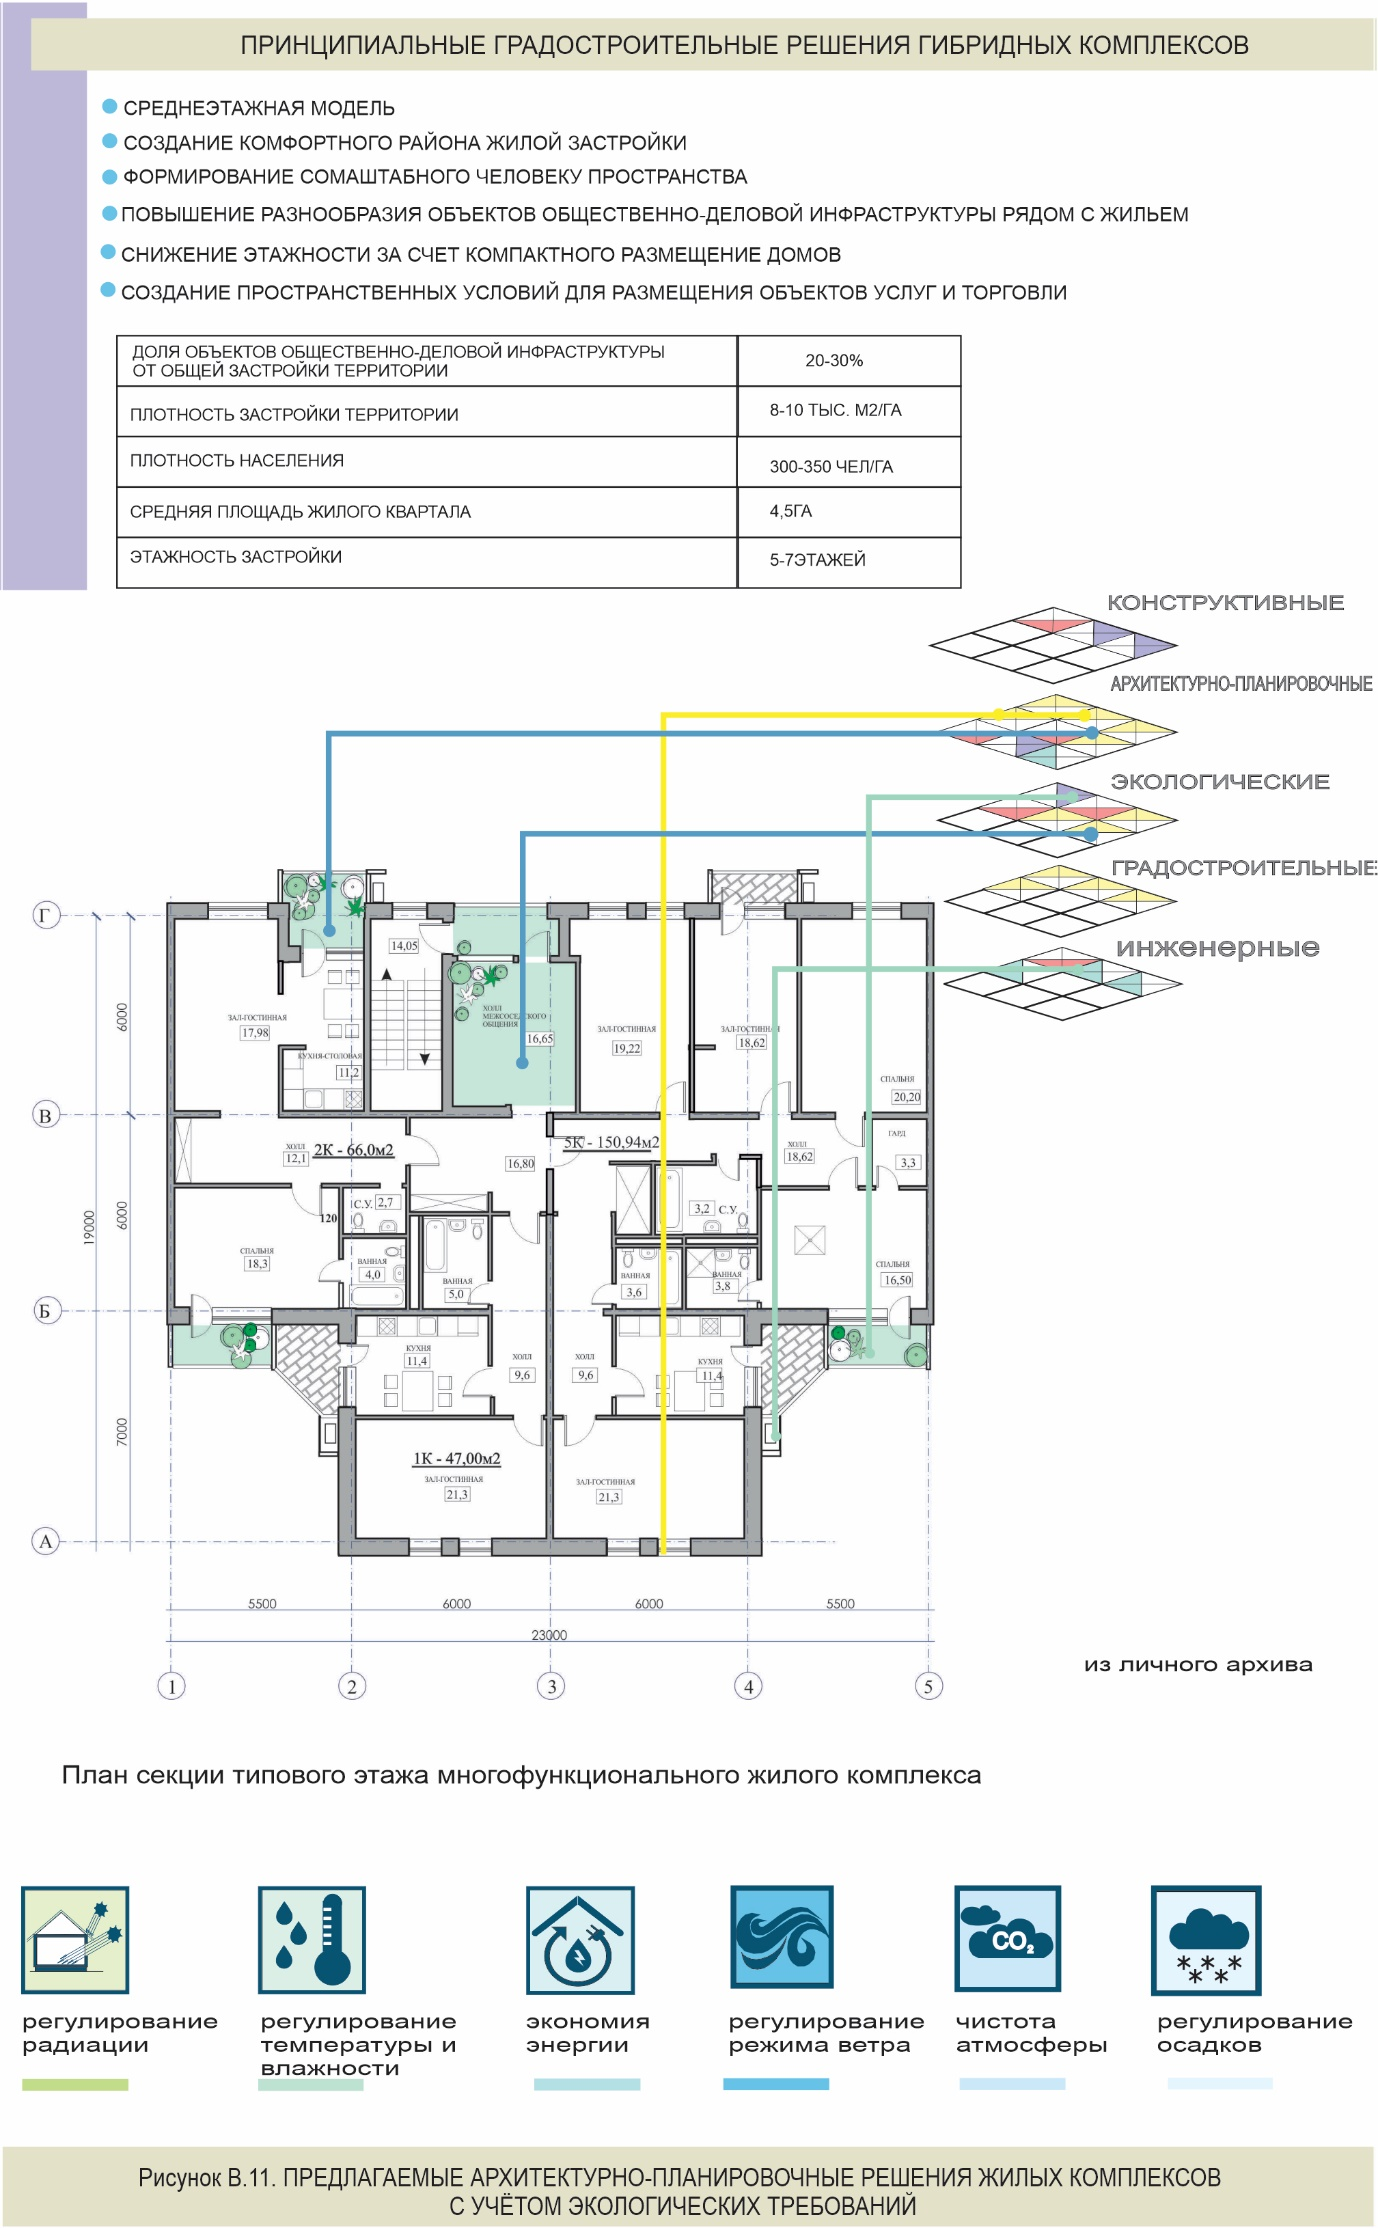 ПРИНЦИПИАЛЬНЫЕ ГРАДОСТРОИТЕЛЬНЫЕ РЕШЕНИЯ ГИБРИДНЫХ КОМПЛЕКСОВ
СРЕДНЕЭТАЖНАЯ МОДЕЛЬ
СОЗДАНИЕ КОМФОРТНОГО РАЙОНА ЖИЛОЙ ЗАСТРОЙКИ
ФОРМИРОВАНИЕ СОМАШТАБНОГО ЧЕЛОВЕКУ ПРОСТРАНСТВА
ПОВЫШЕНИЕ РАЗНООБРАЗИЯ ОБЪЕКТОВ ОБЩЕСТВЕННО-ДЕЛОВОЙ ИНФРАСТРУКТУРЫ РЯДОМ С ЖИЛЬЕМ
СНИЖЕНИЕ ЭТАЖНОСТИ ЗА СЧЕТ КОМПАКТНОГО РАЗМЕЩЕНИЕ ДОМОВ
СОЗДАНИЕ ПРОСТРАНСТВЕННЫХ УСЛОВИЙ ДЛЯ РАЗМЕЩЕНИЯ ОБЪЕКТОВ УСЛУГ И ТОРГОВЛИ
ДОЛЯ ОБЪЕКТОВ ОБЩЕСТВЕННО-ДЕЛОВОЙ ИНФРАСТРУКТУРЫ
ОТ ОБЩЕЙ ЗАСТРОЙКИ ТЕРРИТОРИИ
20-30%
ПЛОТНОСТЬ ЗАСТРОЙКИ ТЕРРИТОРИИ
8-10 ТЫС. М2/ГА
ПЛОТНОСТЬ НАСЕЛЕНИЯ
300-350 ЧЕЛ/ГА
СРЕДНЯЯ ПЛОЩАДЬ ЖИЛОГО КВАРТАЛА
4,5ГА
ЭТАЖНОСТЬ ЗАСТРОЙКИ
5-7ЭТАЖЕЙ
КОНСТРУКТИВНЫЕ
АРХИТЕКТУРНО-ПЛАНИРОВОЧНЫЕ
ЭКОЛОГИЧЕСКИЕ
ГРАДОСТРОИТЕЛЬНЫЕ
ИНЖЕНЕРНЫЕ
Г
14,05
6000
ЗАЛ-ГОСТИННАЯ
17,98
КУХНЯ-СТОЛОВАЯ
11,2
ХОЛЛ
МЕЖСОСЕДСКОГО
ОБЩЕНИЯ
16,65
ЗАЛ-ГОСТИННАЯ
19,22
ЗАЛ-ГОСТИННАЯ
18,62
СПАЛЬНЯ
20,20
В
ХОЛЛ
12,1
2К - 66,0м2
16,80
5К - 150,94м2
ХОЛЛ
18,62
ГАРД
3,3
19000
6000
120
С.У.
2,7
3,2
С.У.
СПАЛЬНЯ
18,3
ВАННАЯ
4,0
ВАННАЯ
5,0
ВАННАЯ
3,6
ВАННАЯ
3,8
СПАЛЬНЯ
16,50
Б
КУХНЯ
11,4
ХОЛЛ
9,6
ХОЛЛ
9,6
КУХНЯ
11,4
7000
1К - 47,00м2
ЗАЛ-ГОСТИННАЯ
21,3
ЗАЛ-ГОСТИННАЯ
21,3
А
5500
6000
6000
5500
23000
1
2
3
4
5
из личного архива
План секции типового этажа многофункционального жилого комплекса
CO2
регулирование
радиации
регулирование
температуры и
влажности
экономия
энергии
регулирование
режима ветра
чистота
атмосферы
регулирование
осадков
Рисунок В.11. ПРЕДЛАГАЕМЫЕ АРХИТЕКТУРНО-ПЛАНИРОВОЧНЫЕ РЕШЕНИЯ ЖИЛЫХ КОМПЛЕКСОВ
С УЧЁТОМ ЭКОЛОГИЧЕСКИХ ТРЕБОВАНИЙ